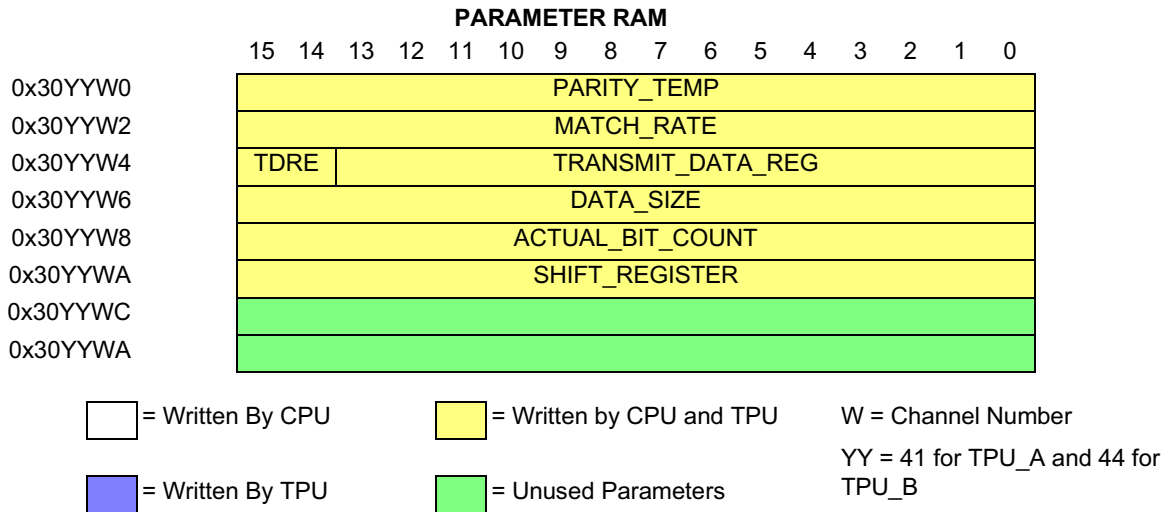 PARAMETER RAM
15 14 13 12 11 10 9 8 7 6 5 4 3 2 1 0
0x30YYW0 PARITY_TEMP
0x30YYW2 MATCH_RATE
0x30YYW4 TDRE TRANSMIT_DATA_REG
0x30YYW6 DATA_SIZE
0x30YYW8 ACTUAL_BIT_COUNT
0x30YYWA SHIFT_REGISTER
0x30YYWC
0x30YYWA
= Written By CPU = Written by CPU and TPU W = Channel Number
YY = 41 for TPU_A and 44 for
= Written By TPU = Unused Parameters TPU_B